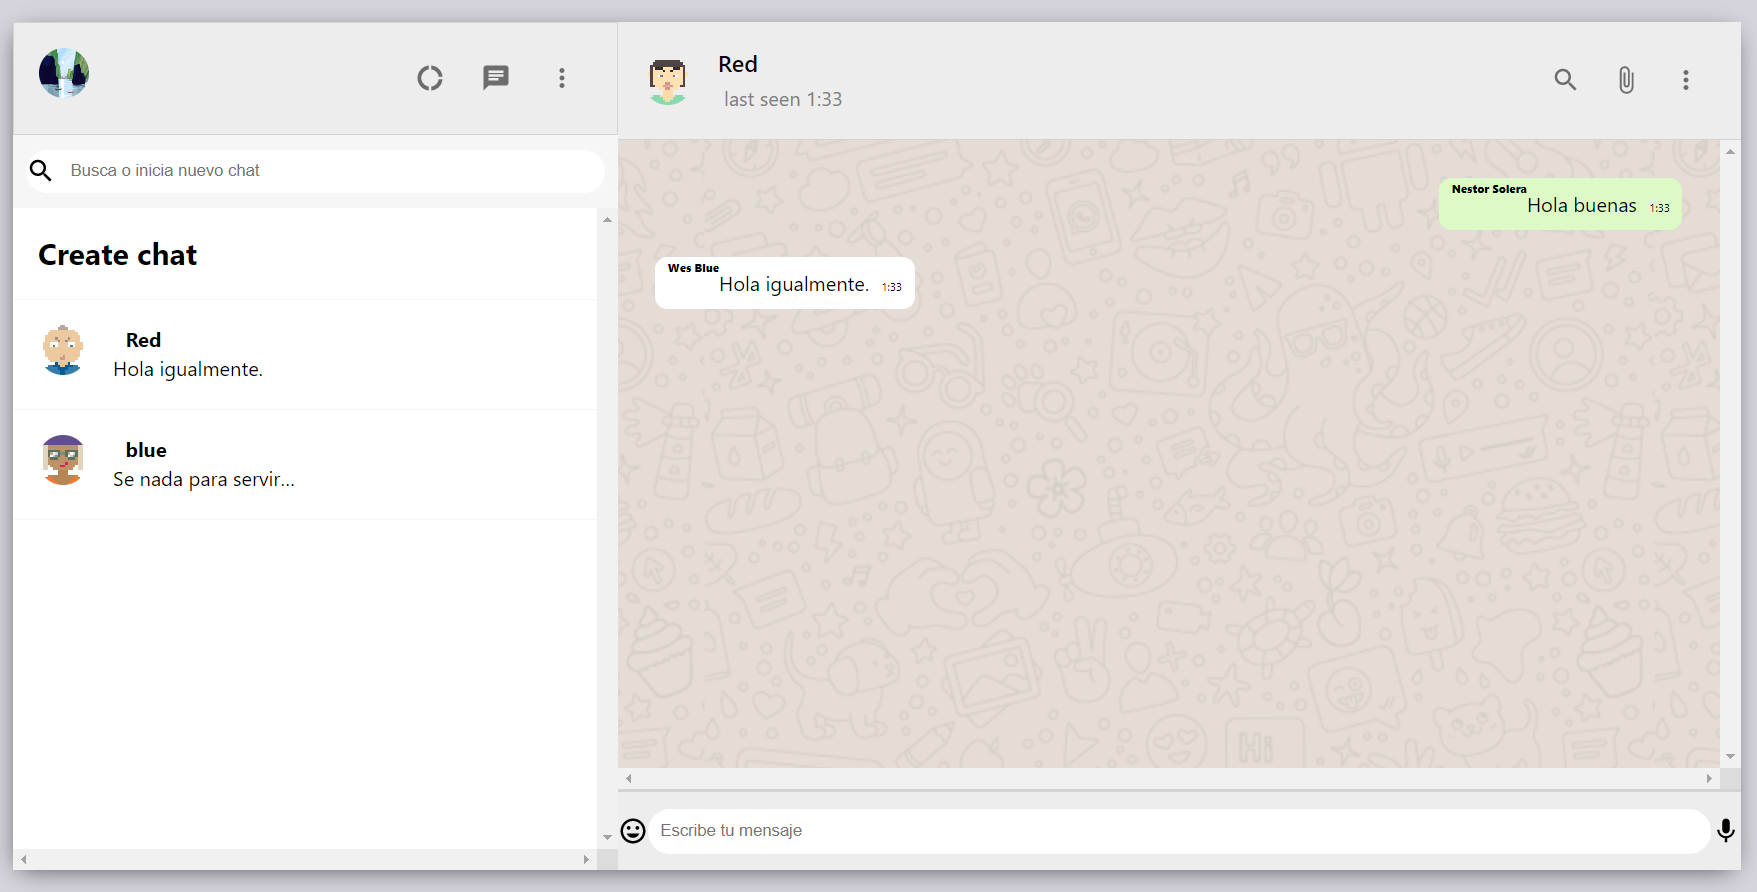 Busca o inicia nuevo chat
Create chat
Red
Hola igualmente.
blue
Se nada para servir...
Red
last seen 1:33
Nestor Solera
Hola buenas 1:33
Wes Blue
Hola igualmente. 1:33
Hi
Escribe tu mensaje